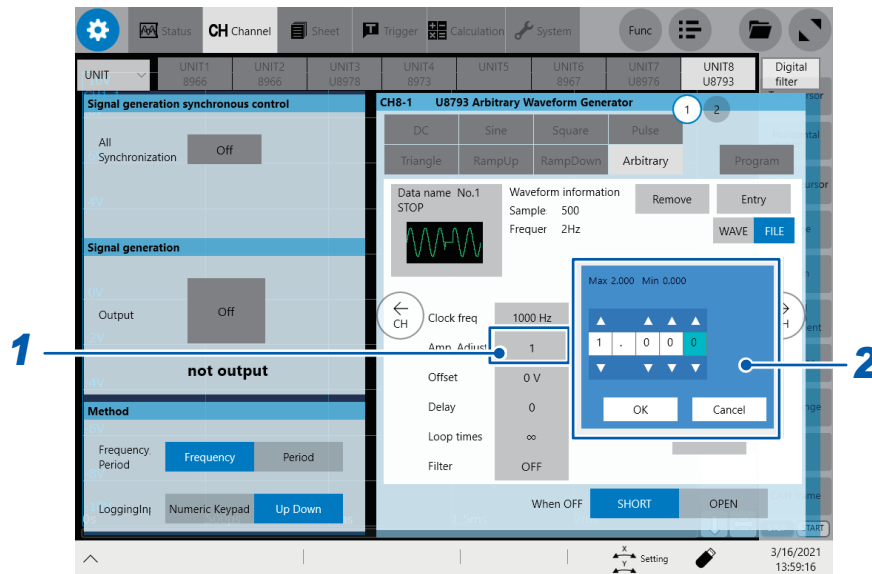 Status CH Channel Sheet Trigger Calculation System Func
UNIT
UNIT1 UNIT2 UNIT3 UNIT4 UNIT5 UNIT6 UNIT7 UNIT8
8966 8966 U8978 8973 8967 U8976 U8793
Digital
filter
Signal generation synchronous control
All
Synchronization
Off
Signal generation
Output
Off
not output
Method
Frequency.
Period
Frequency Period
LoggingInp
Numeric Keypad Up Down
CH8-1 U8793 Arbitrary Waveform Generator 1 2
DC Sine Square Pulse
Triangle RampUp RampDown Arbitrary Program
Data name No.1
STOP
Waveform information
Sample 500
Frequer 2Hz
Remove Entry
WAVE FILE
CH
Clock freq 1000 Hz
Amp. Adjust 1
Offset 0 V
Delay 0
Loop times ∞
Filter OFF
Max 2.000 Min 0.000
1 . 0 0 0
OK Cancel
When OFF SHORT OPEN
1
2
X
Y
Setting
3/16/2021
13:59:16